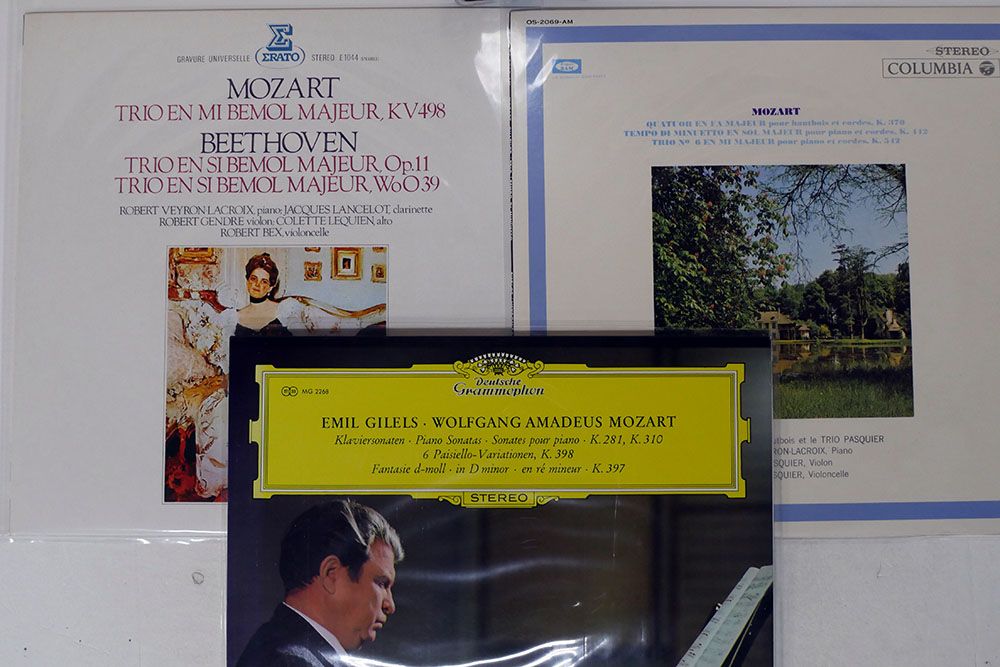 GRAVURE UNIVERSELLE
ERATO
STEREO E1044
MOZART
TRIO EN MI BEMOL MAJEUR, KV498
BEETHOVEN
TRIO EN SI BEMOL MAJEUR, Op.11
TRIO EN SI BEMOL MAJEUR, WoO39
ROBERT VEYRON LACROIX, piano; JACQUES LANCELOT, clarinette
ROBERT GENDRE violon; COLETTE LEQUIEN, alto
ROBERT BEX, violoncelle
OS-2069-AM
STEREO
COLUMBIA
MOZART
QUATUOR EN FA MAJEUR pour hautbois et cordes, K. 370
TEMPO DI MINUETTO EN SOL MAJEUR pour piano et cordes, K. 442
TRIO Nº 6 EN MI MAJEUR pour piano et cordes, K. 542
utbois et le TRIO PASQUIER
RON-LACROIX, Piano
SQUIER, Violon
SQUIER, Violoncelle
Deutsche
Grammophon
MG 2268
EMIL GILELS · WOLFGANG AMADEUS MOZART
Klaviersonaten · Piano Sonatas · Sonates pour piano · K. 281, K. 310
6 Paisiello-Variationen, K. 398
Fantasie d-moll · in D minor · en ré mineur · K. 397
STEREO